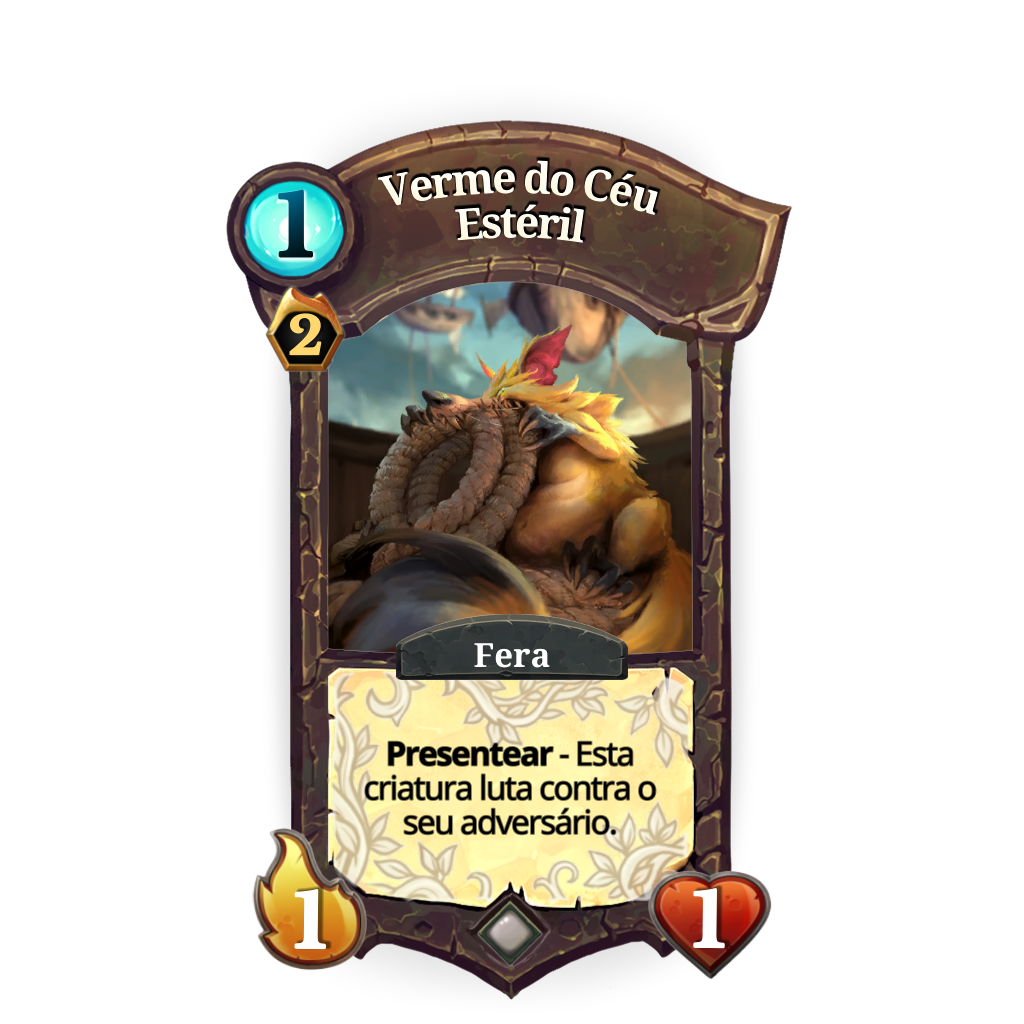 Verme do Céu
Estéril
1
2
Fera
Presentear - Esta
criatura luta contra o
seu adversário.
1
1